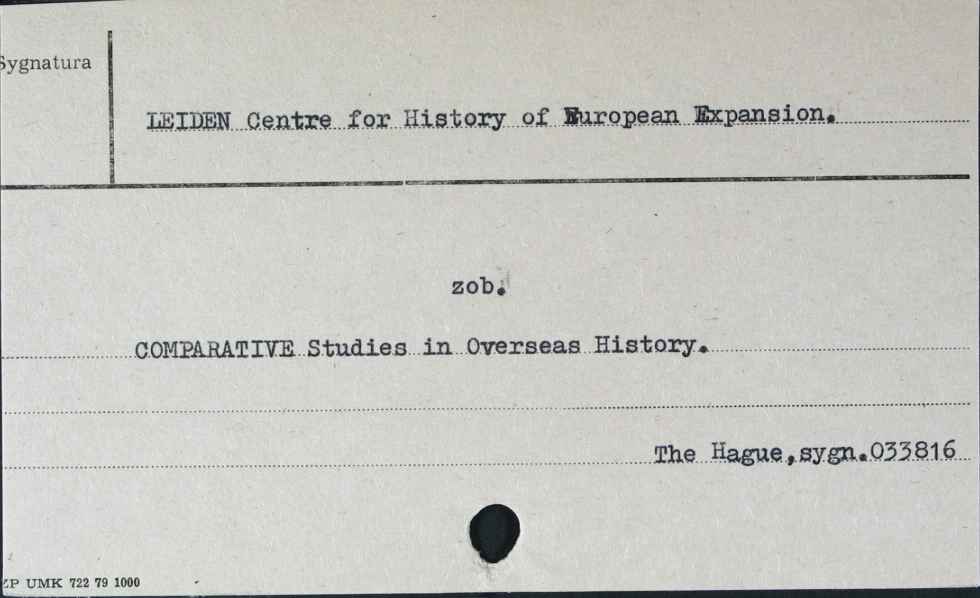 Sygnatura
LEIDEN Centre for History of European Expansion.
zob.
COMPARATIVE Studies in Overseas History.
The Hague,sygn.033816
UMK 722 79 1000